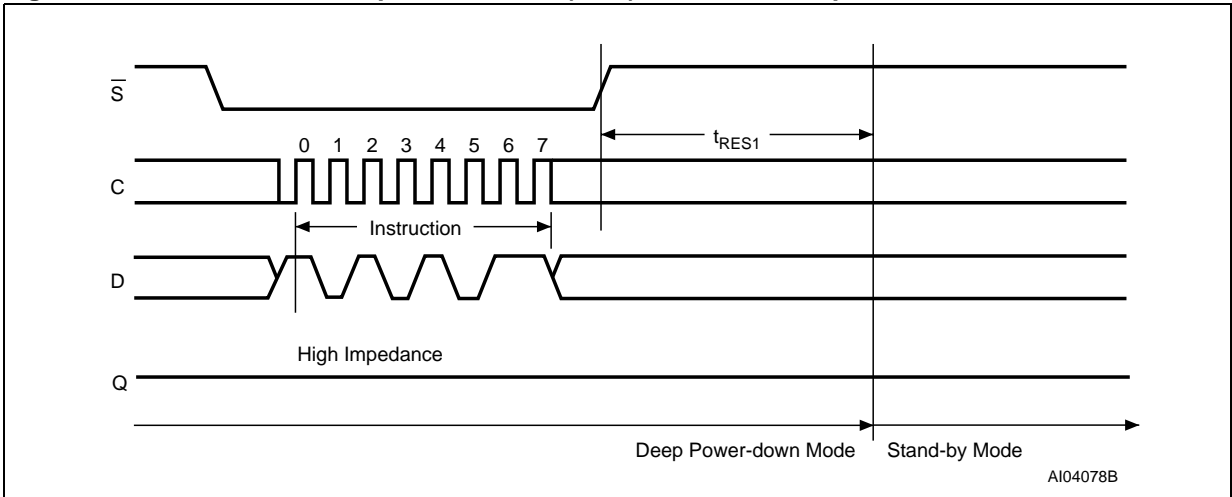 S
tRES1
0 1 2 3 4 5 6 7
C
Instruction
D
High Impedance
Q
Deep Power-down Mode Stand-by Mode
AI04078B